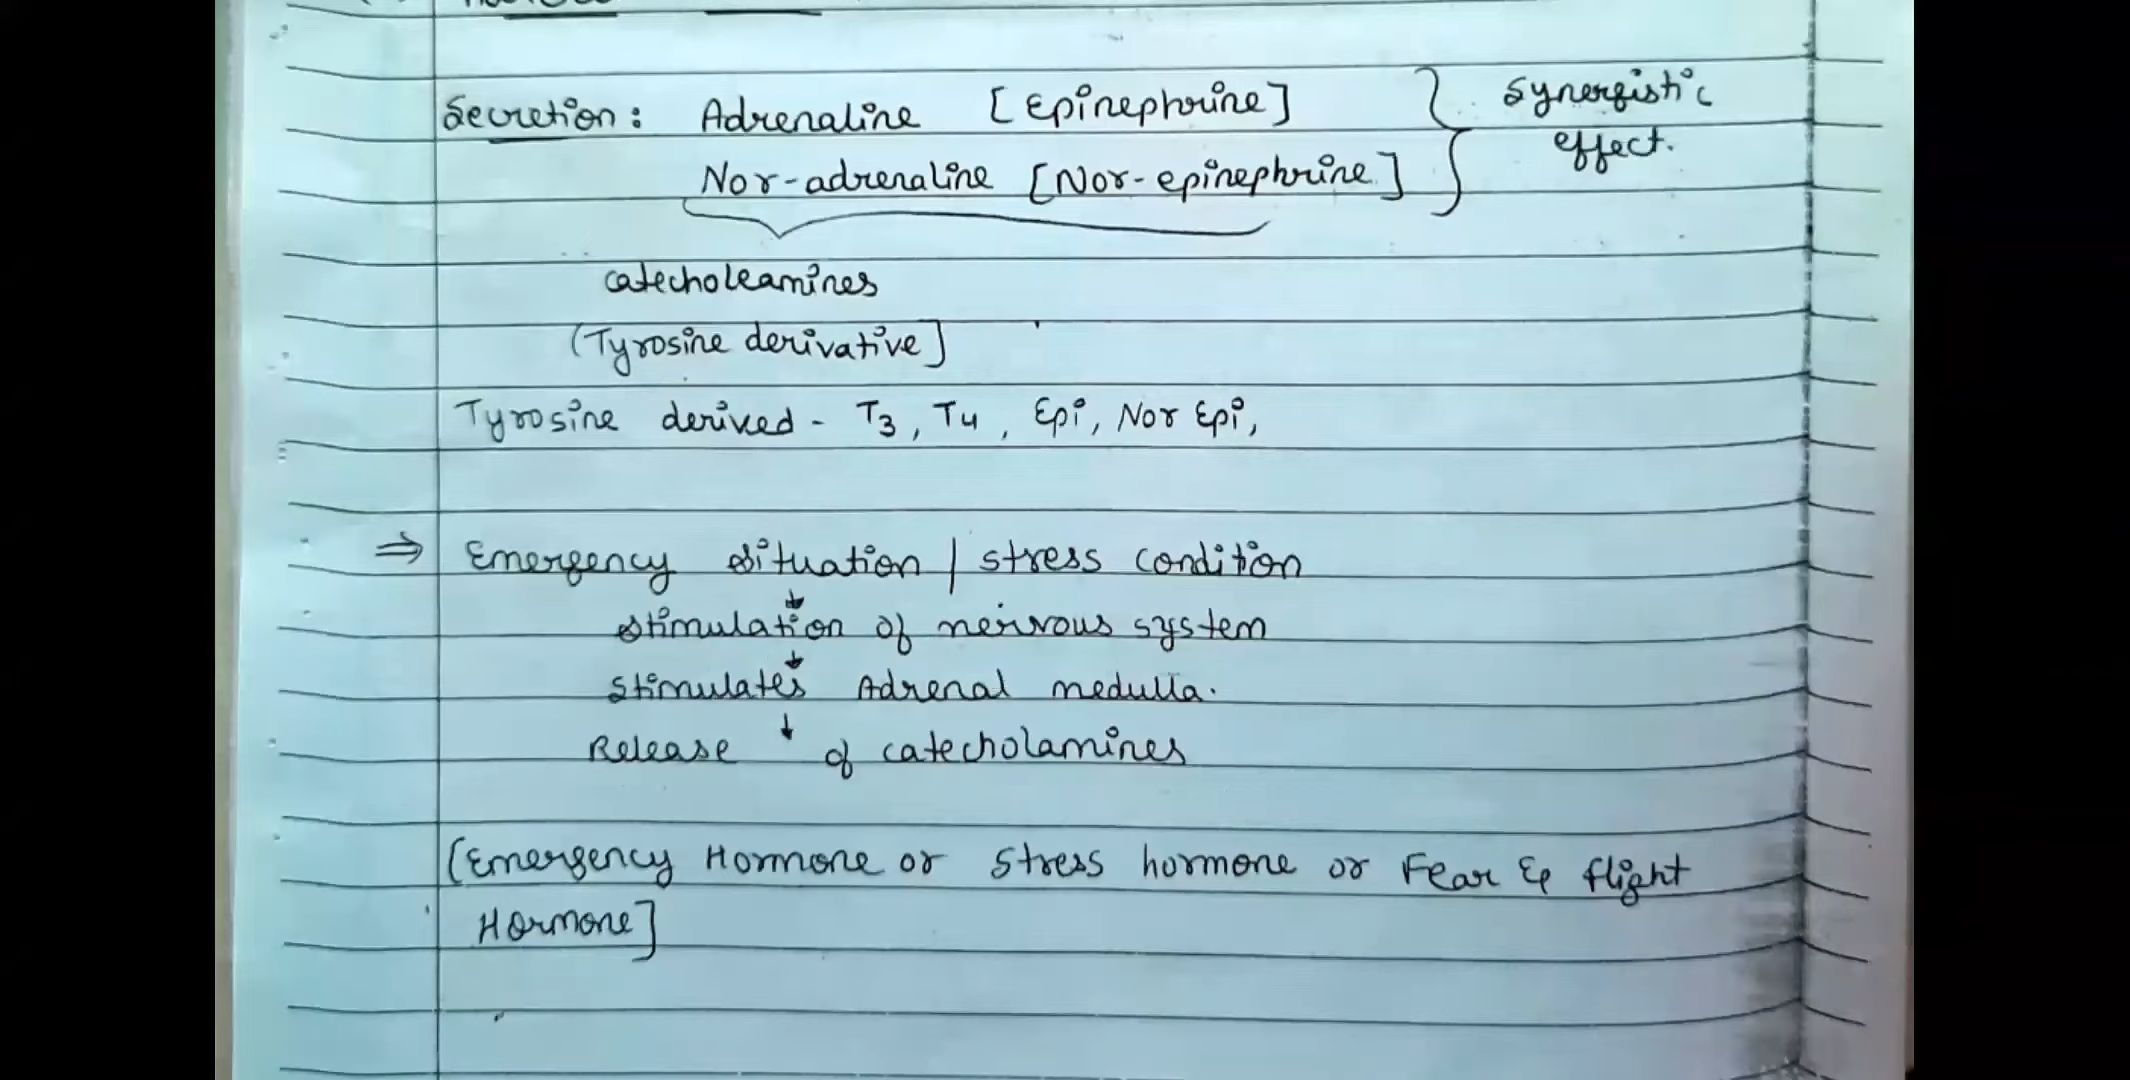 Secretion: Adrenaline [Epinephrine]
Nor-adrenaline [Nor-epinephrine]
Synergistic
effect.
catecholeamines
(Tyrosine derivative]
Tyrosine derived - T3, T4, Epi, Nor Epi,
⇒ Emergency situation / stress condition
↓
stimulation of nervous system
↓
stimulates Adrenal medulla.
↓
Release of catecholamines
(Emergency Hormone or stress hormone or Fear & flight
Hormone]